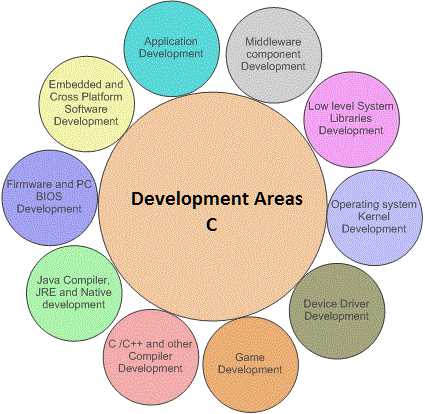 Development Areas
C
Application
Development
Middleware
component
Development
Low level System
Libraries
Development
Operating system
Kernel
Development
Device Driver
Development
Game
Development
C /C++ and other
Compiler
Development
Java Compiler,
JRE and Native
development
Firmware and PC
BIOS
Development
Embedded and
Cross Platform
Software
Development